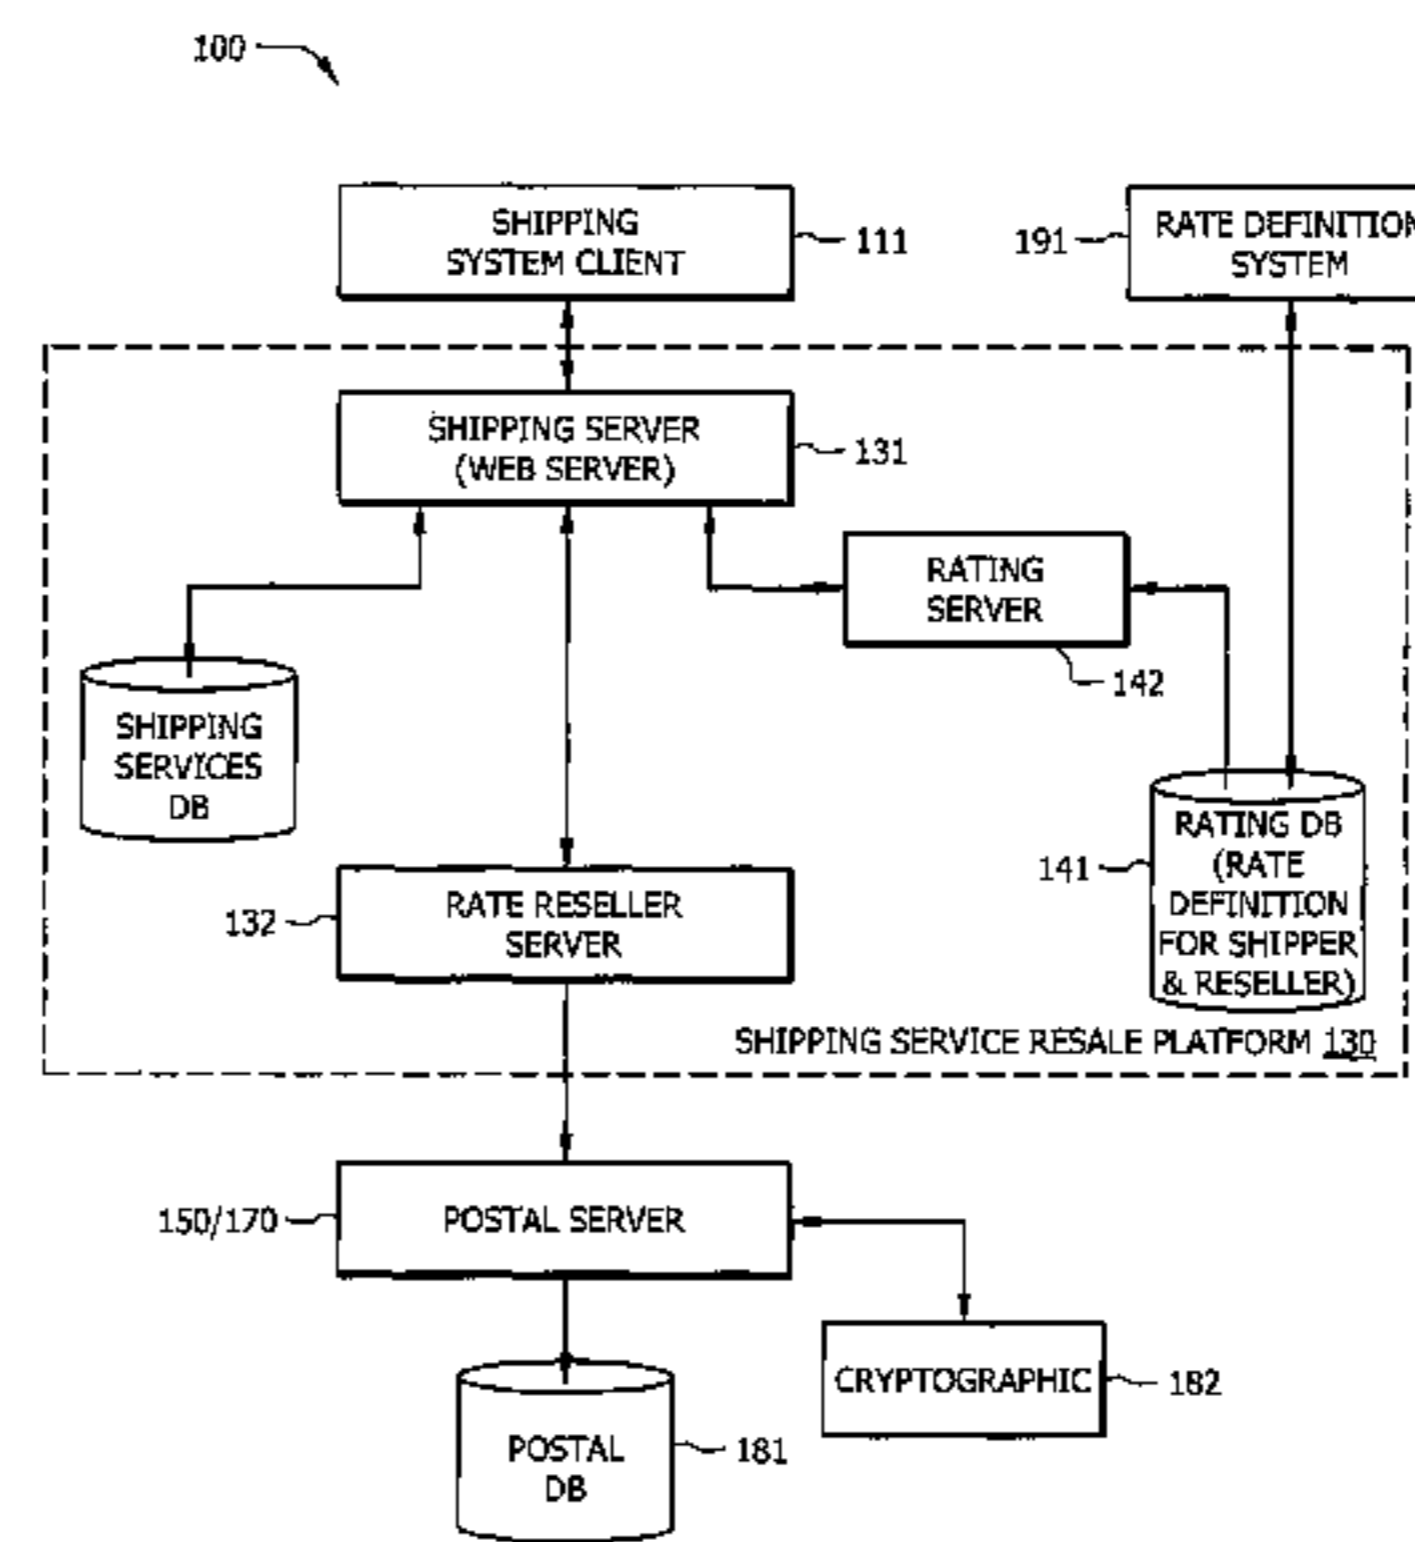 100
SHIPPING
SYSTEM CLIENT
111
191
RATE DEFINITION
SYSTEM
SHIPPING SERVER
(WEB SERVER)
131
RATING
SERVER
142
SHIPPING
SERVICES
DB
132
RATE RESELLER
SERVER
141
RATING DB
(RATE
DEFINITION
FOR SHIPPER
& RESELLER)
SHIPPING SERVICE RESALE PLATFORM 130
150/170
POSTAL SERVER
CRYPTOGRAPHIC
182
POSTAL
DB
181